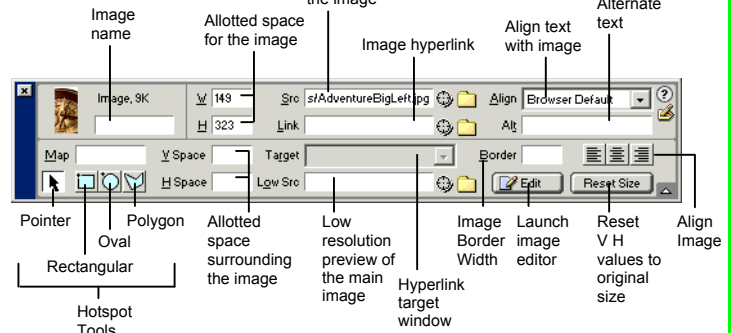 the image
Alternate
text
Image
name
Allotted space
for the image
Image hyperlink
Align text
with image
Image, 9K
W 149
Src s/AdventureBigLeft.jpg
Align Browser Default
H 323
Link
Alt
Map
V Space
Target
Border
H Space
Low Src
Edit
Reset Size
Pointer
Oval
Polygon
Rectangular
Hotspot
Tools
Allotted
space
surrounding
the image
Low
resolution
preview of
the main
image
Hyperlink
target
window
Image
Border
Width
Launch
image
editor
Reset
V H
values to
original
size
Align
Image